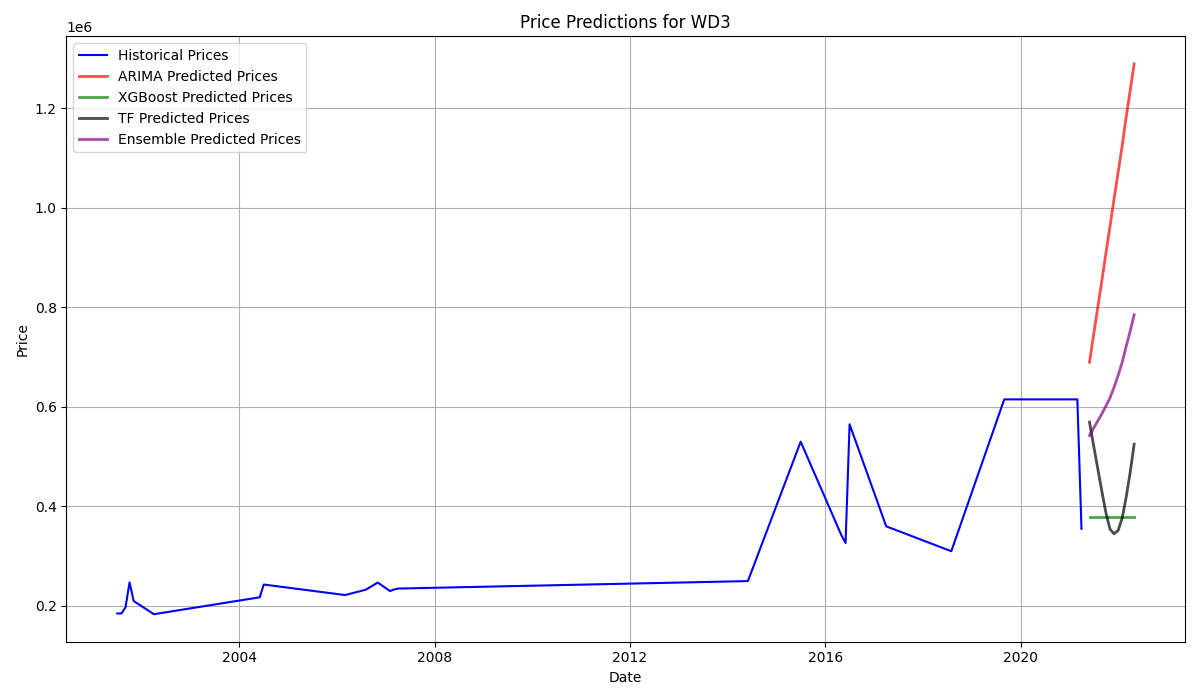 Price Predictions for WD3
1e6
Historical Prices
ARIMA Predicted Prices
XGBoost Predicted Prices
TF Predicted Prices
Ensemble Predicted Prices
1.2
1.0
0.8
0.6
0.4
0.2
Price
2004 2008 2012 2016 2020
Date